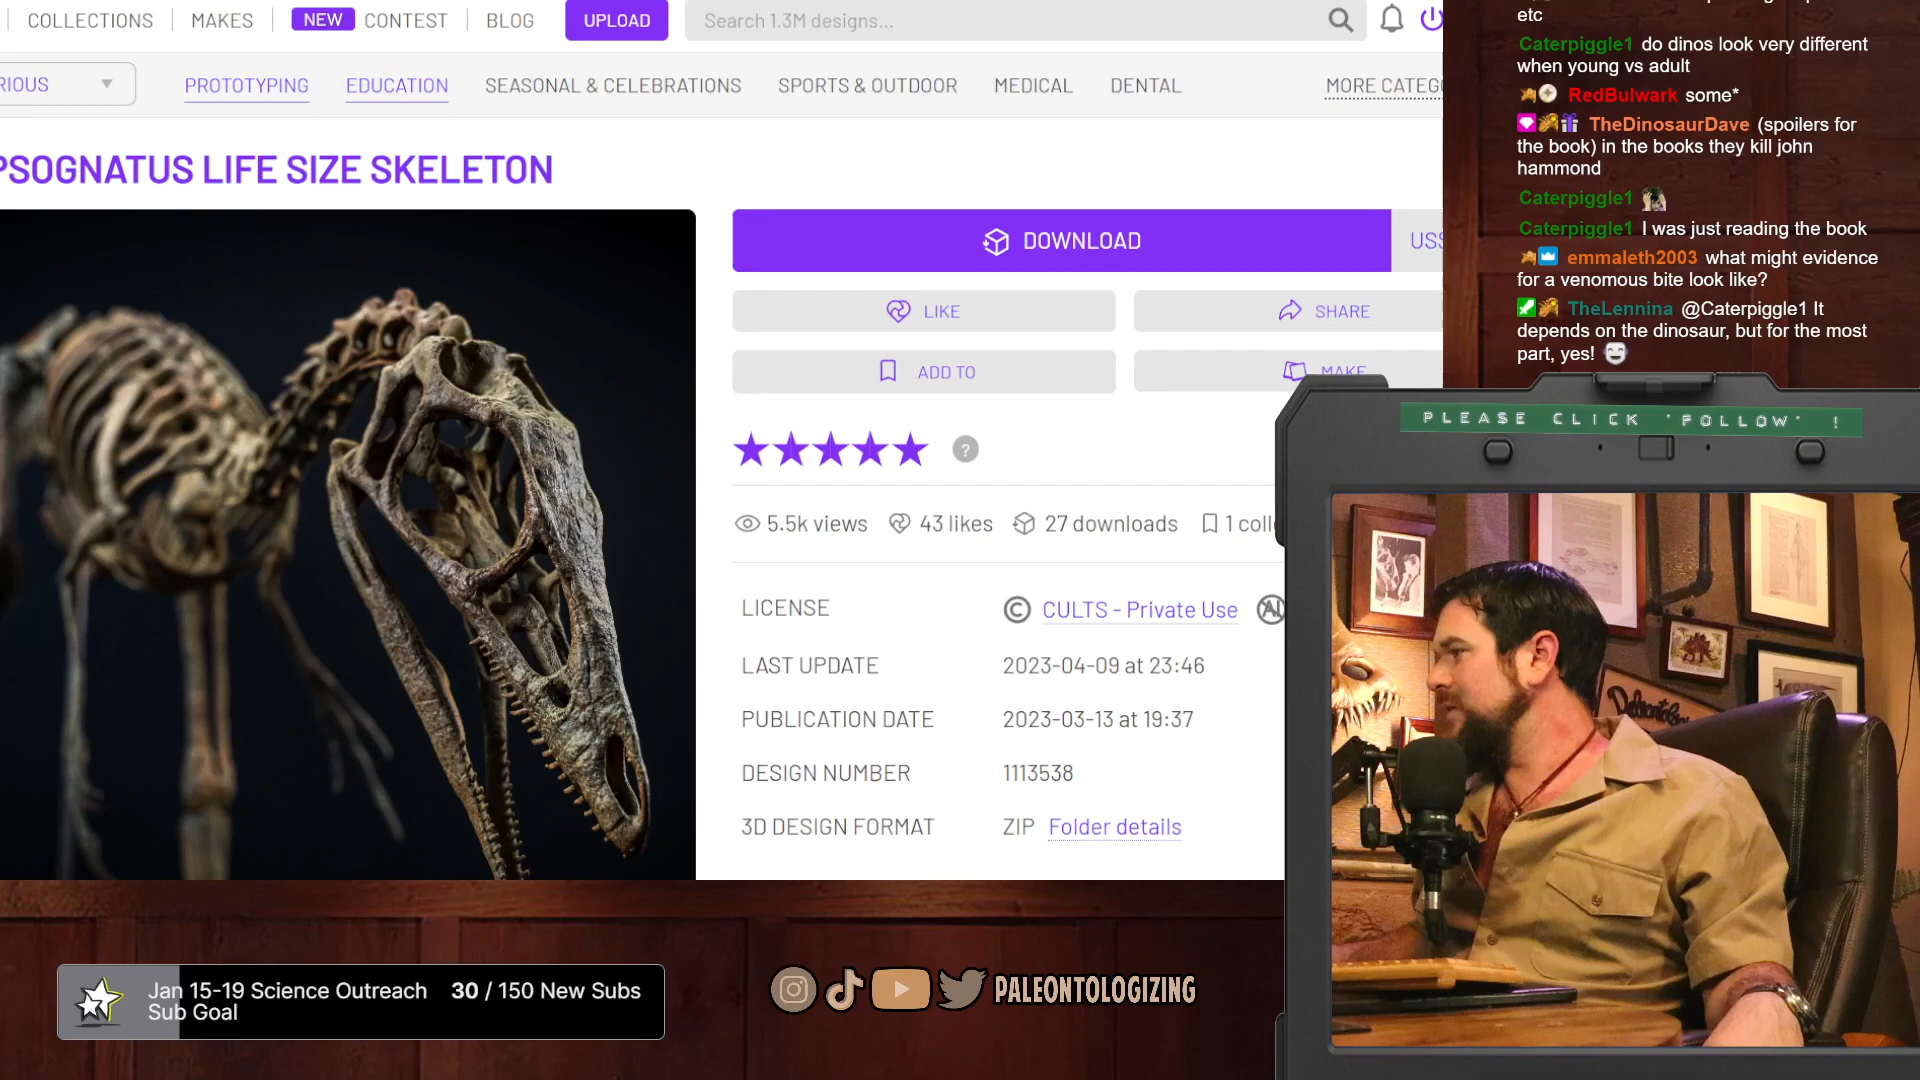 COLLECTIONS MAKES NEW CONTEST BLOG UPLOAD Search 1.3M designs...
RIOUS PROTOTYPING EDUCATION SEASONAL & CELEBRATIONS SPORTS & OUTDOOR MEDICAL DENTAL MORE CATEG
PSOGNATUS LIFE SIZE SKELETON
DOWNLOAD US$
LIKE SHARE
ADD TO MAKE
5.5k views 43 likes 27 downloads 1 coll
LICENSE © CULTS - Private Use AI
LAST UPDATE 2023-04-09 at 23:46
PUBLICATION DATE 2023-03-13 at 19:37
DESIGN NUMBER 1113538
3D DESIGN FORMAT ZIP Folder details
etc
Caterpiggle1 do dinos look very different
when young vs adult
RedBulwark some*
TheDinosaurDave (spoilers for
the book) in the books they kill john
hammond
Caterpiggle1
Caterpiggle1 I was just reading the book
emmaleth2003 what might evidence
for a venomous bite look like?
TheLennina @Caterpiggle1 It
depends on the dinosaur, but for the most
part, yes!
PLEASE CLICK 'FOLLOW' !
Jan 15-19 Science Outreach 30 / 150 New Subs
Sub Goal
PALEONTOLOGIZING